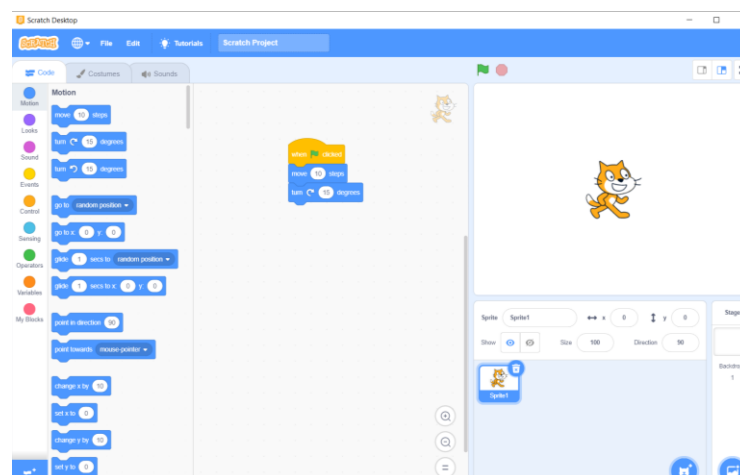 Scratch Desktop
SCRATCH File Edit Tutorials Scratch Project
Code Costumes Sounds
Motion
Looks
Sound
Events
Control
Sensing
Operators
Variables
My Blocks
Motion
move 10 steps
turn 15 degrees
turn 15 degrees
go to random position
go to x: 0 y: 0
glide 1 secs to random position
glide 1 secs to x: 0 y: 0
point in direction 90
point towards mouse-pointer
change x by 10
set x to 0
change y by 10
set y to 0
when clicked
move 10 steps
turn 15 degrees
Sprite Sprite1 x 0 y 0
Show Size 100 Direction 90
Sprite1
Stage
1